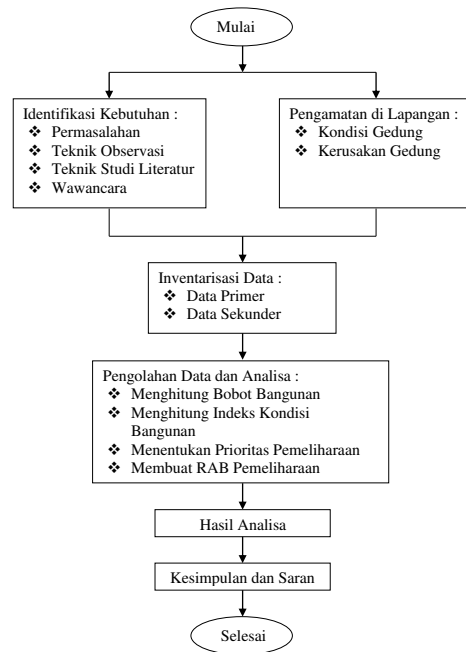 Mulai
Identifikasi Kebutuhan :
❖ Permasalahan
❖ Teknik Observasi
❖ Teknik Studi Literatur
❖ Wawancara
Pengamatan di Lapangan :
❖ Kondisi Gedung
❖ Kerusakan Gedung
Inventarisasi Data :
❖ Data Primer
❖ Data Sekunder
Pengolahan Data dan Analisa :
❖ Menghitung Bobot Bangunan
❖ Menghitung Indeks Kondisi
Bangunan
❖ Menentukan Prioritas Pemeliharaan
❖ Membuat RAB Pemeliharaan
Hasil Analisa
Kesimpulan dan Saran
Selesai